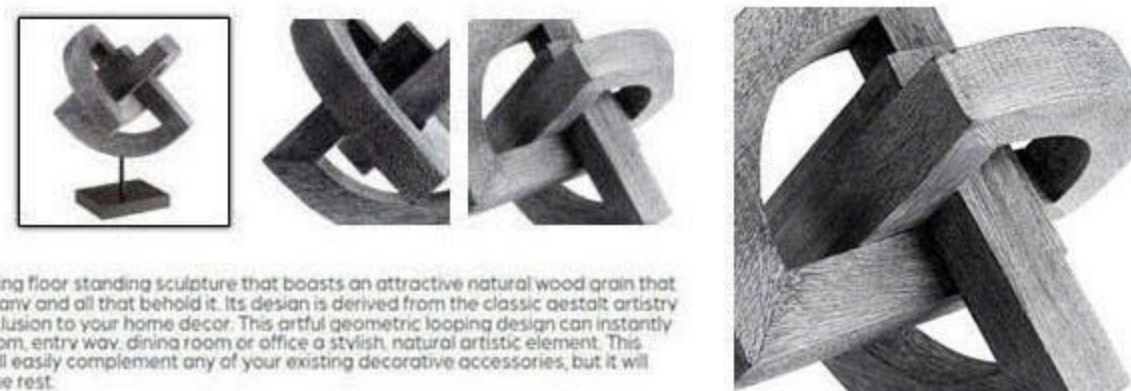 ing floor standing sculpture that boasts an attractive natural wood grain that
any and all that behold it. Its design is derived from the classic gestalt artistry
lusion to your home decor. This artful geometric looping design can instantly
om, entry way, dining room or office a stylish, natural artistic element. This
ll easily complement any of your existing decorative accessories, but it will
e rest.